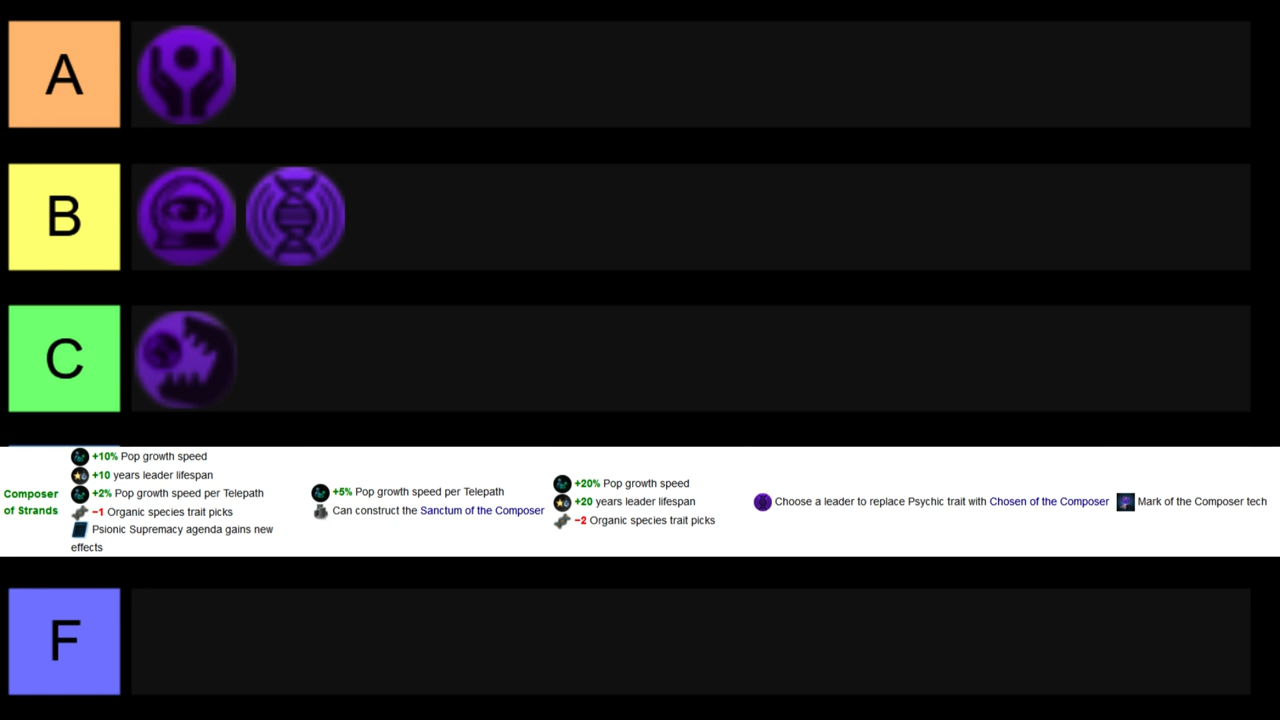 A
B
C
Composer
of Strands
+10% Pop growth speed
+10 years leader lifespan
+2% Pop growth speed per Telepath
−1 Organic species trait picks
Psionic Supremacy agenda gains new
effects
+5% Pop growth speed per Telepath
Can construct the Sanctum of the Composer
+20% Pop growth speed
+20 years leader lifespan
−2 Organic species trait picks
Choose a leader to replace Psychic trait with Chosen of the Composer
Mark of the Composer tech
F